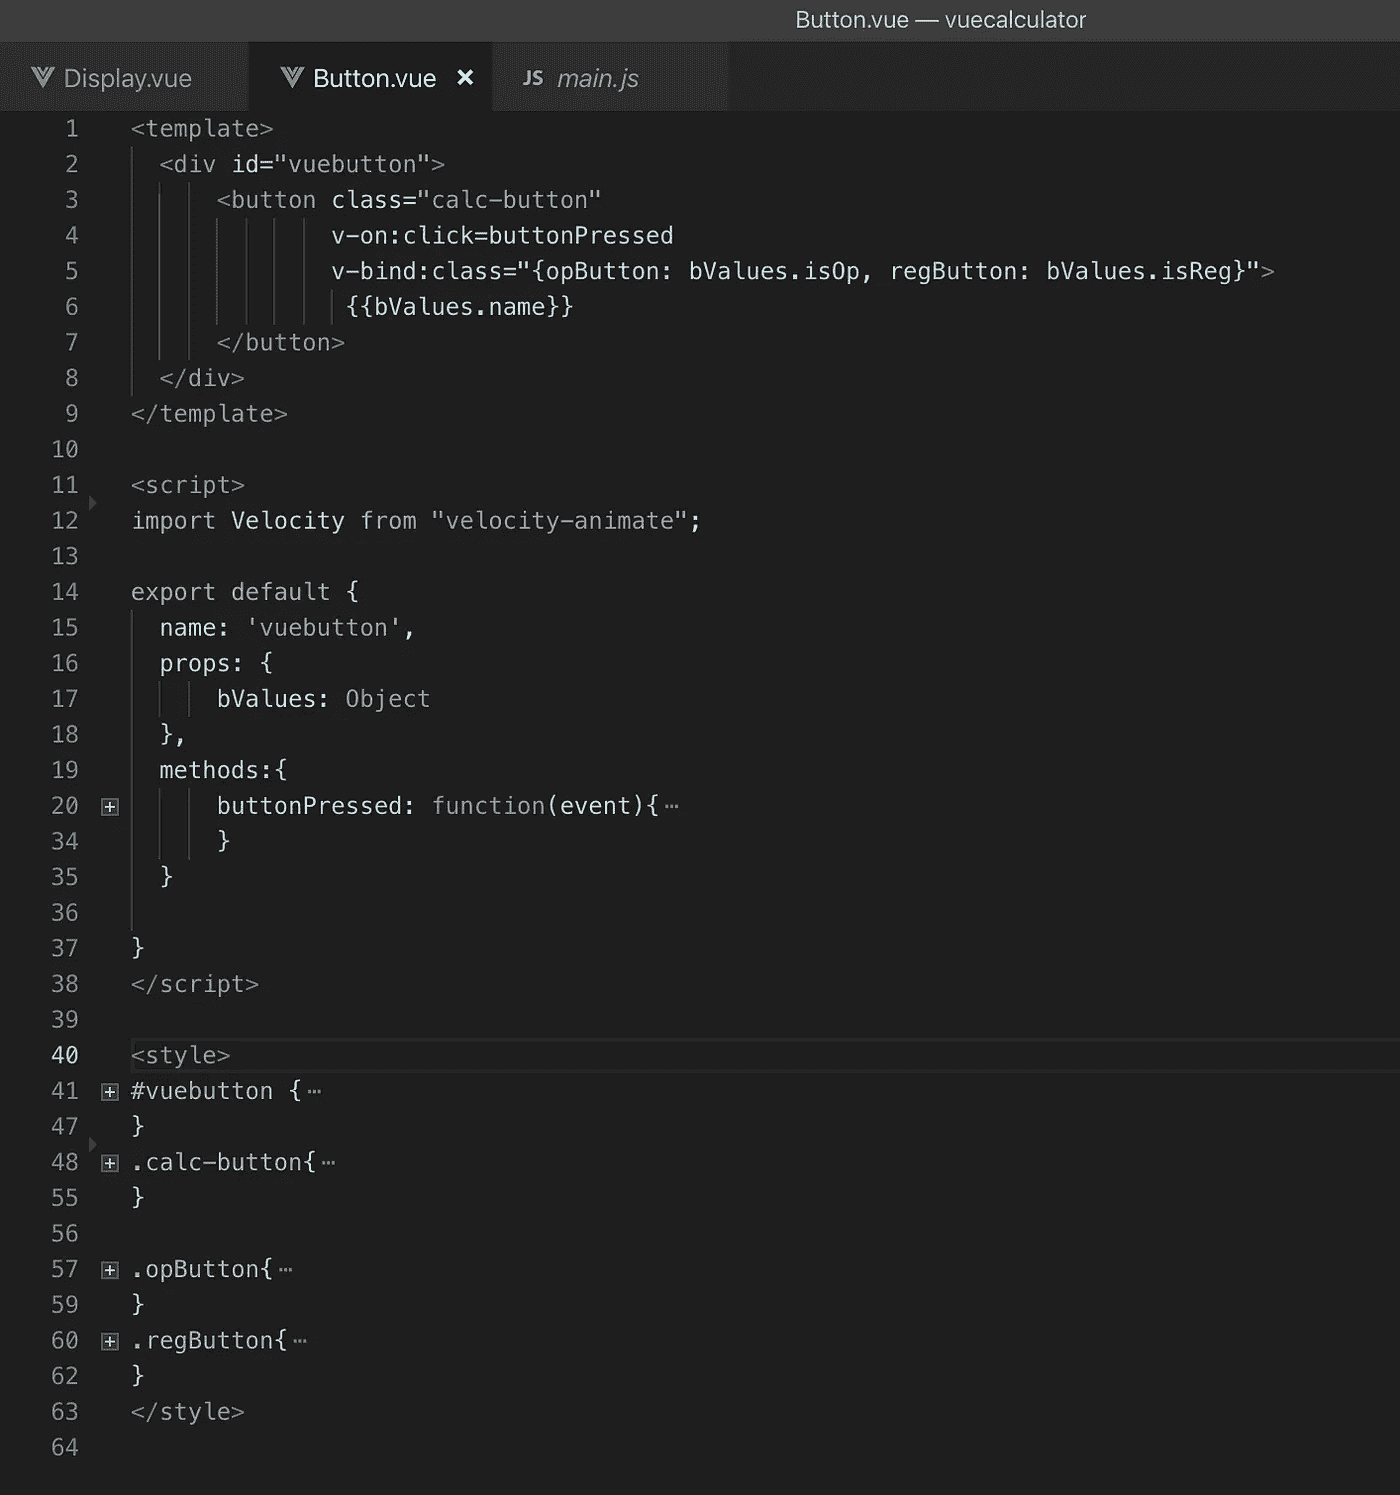 Button.vue — vuecalculator
Display.vue Button.vue × JS main.js
1 <template>
2 <div id="vuebutton">
3 <button class="calc-button"
4 v-on:click=buttonPressed
5 v-bind:class="{opButton: bValues.isOp, regButton: bValues.isReg}">
6 {{bValues.name}}
7 </button>
8 </div>
9 </template>
10
11 <script>
12 import Velocity from "velocity-animate";
13
14 export default {
15 name: 'vuebutton',
16 props: {
17 bValues: Object
18 },
19 methods:{
20 buttonPressed: function(event){⋯
34 }
35 }
36
37 }
38 </script>
39
40 <style>
41 #vuebutton {⋯
47 }
48 .calc-button{⋯
55 }
56
57 .opButton{⋯
59 }
60 .regButton{⋯
62 }
63 </style>
64